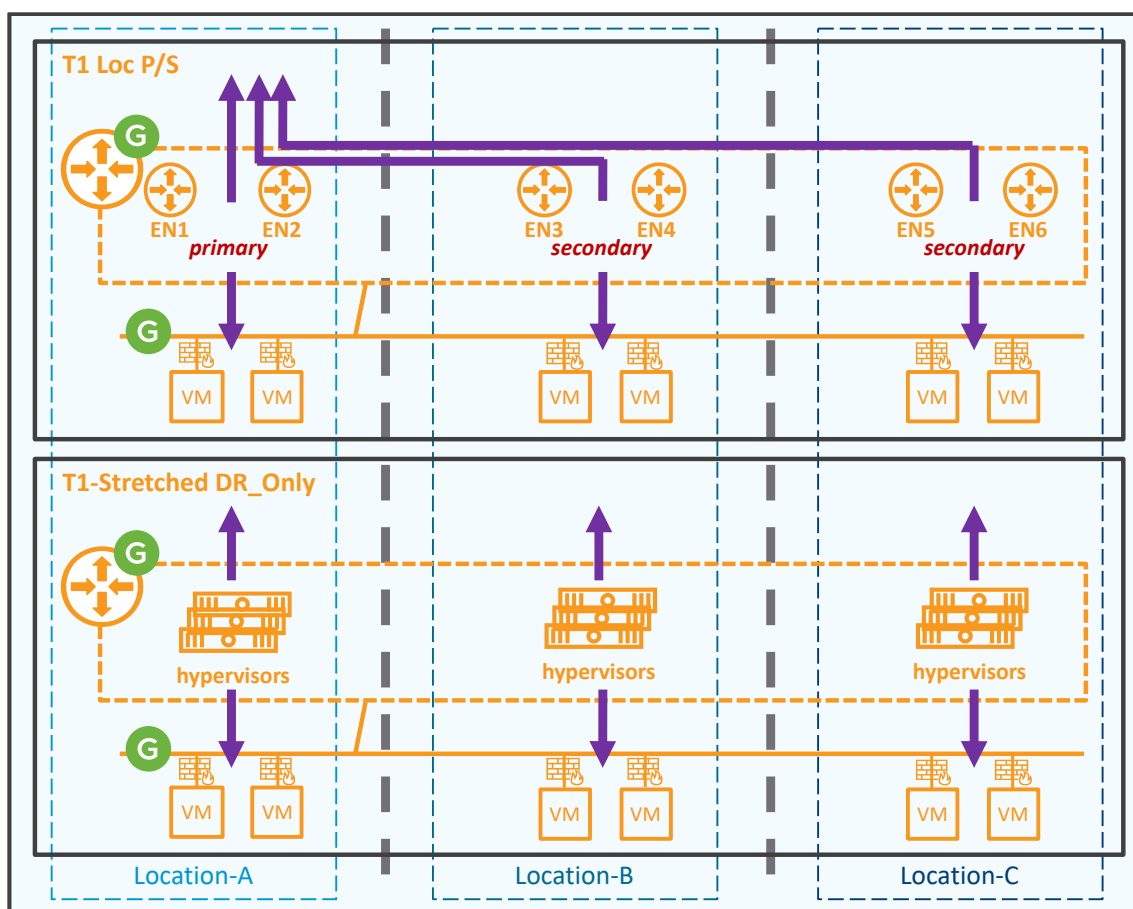 T1 Loc P/S
G
EN1 EN2 EN3 EN4 EN5 EN6
primary secondary secondary
G
VM VM VM VM VM VM
T1-Stretched DR_Only
G
hypervisors hypervisors hypervisors
G
VM VM VM VM VM VM
Location-A Location-B Location-C